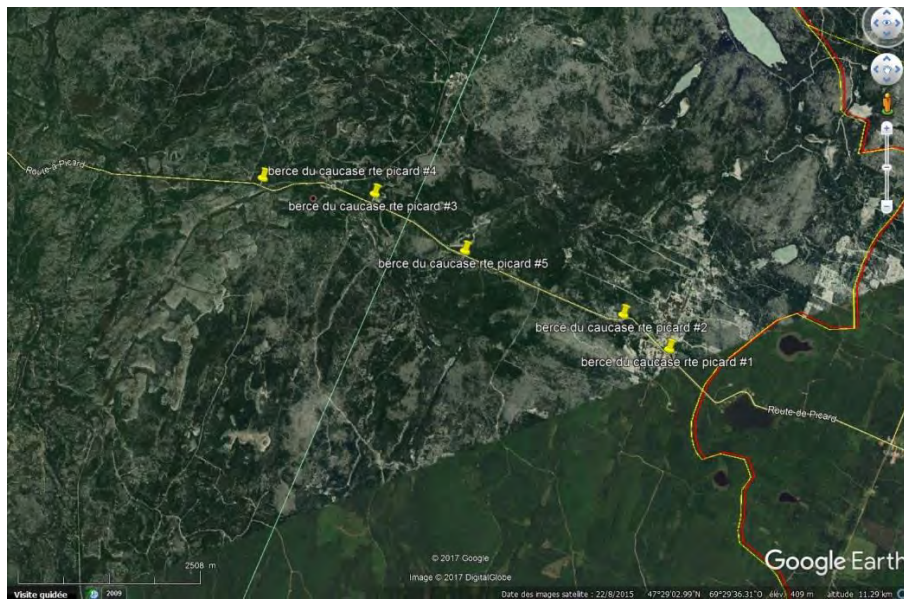 Route-à-Picard
berce du caucase rte picard #4
berce du caucase rte picard #3
berce du caucase rte picard #5
berce du caucase rte picard #2
berce du caucase rte picard #1
Route-de-Picard
2508 m
© 2017 Google
Image © 2017 DigitalGlobe
Google Earth
Visite guidée
2009
Date des images satellite : 22/8/2015 47°29'02.99"N 69°29'36.31"O élév. 409 m altitude 11.29 km